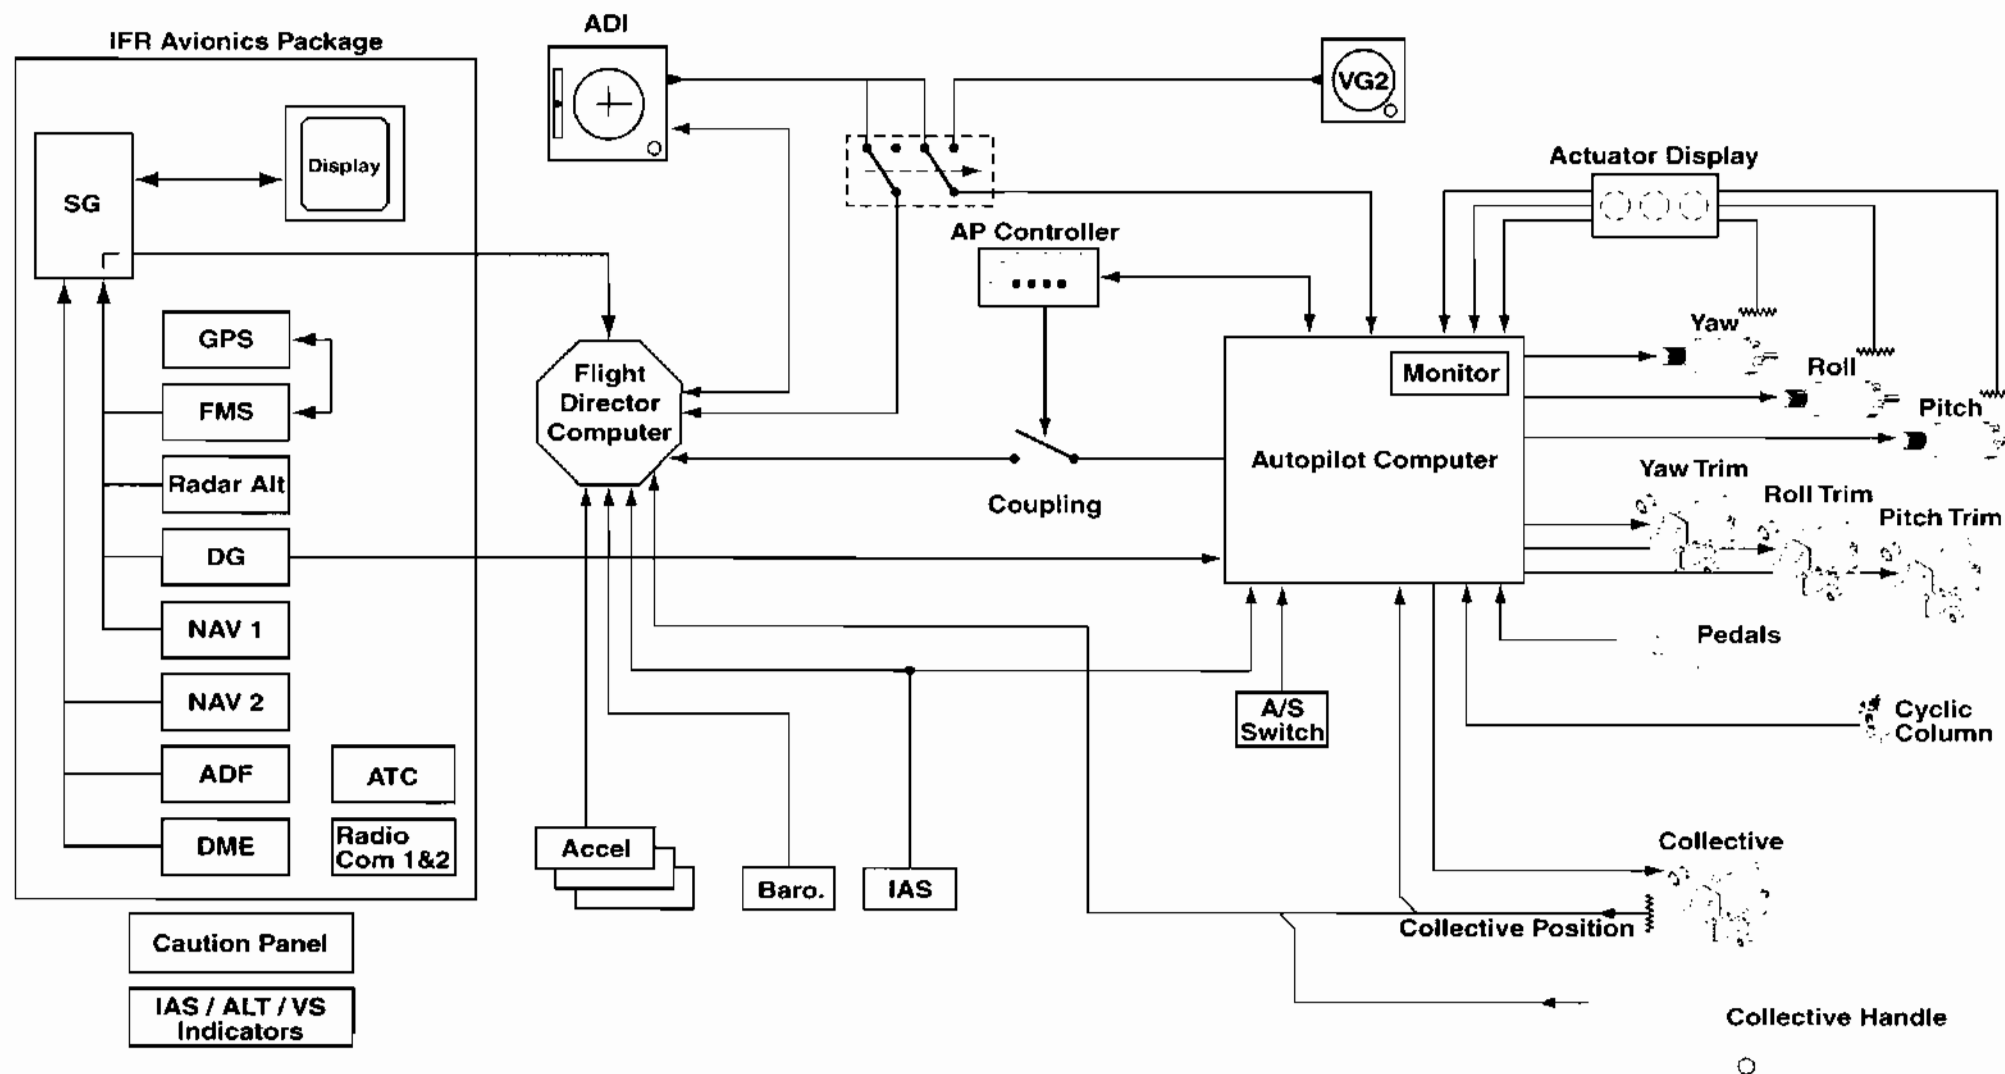 IFR Avionics Package
ADI
VG2
SG
Display
Actuator Display
AP Controller
GPS
Flight
Director
Computer
Monitor
Yaw
Roll
Pitch
FMS
Autopilot Computer
Coupling
Radar Alt
Yaw Trim
Roll Trim
Pitch Trim
DG
NAV 1
Pedals
NAV 2
A/S
Switch
Cyclic
Column
ADF
ATC
DME
Radio
Com 1&2
Accel
Baro.
IAS
Collective
Collective Position
Caution Panel
IAS / ALT / VS
Indicators
Collective Handle